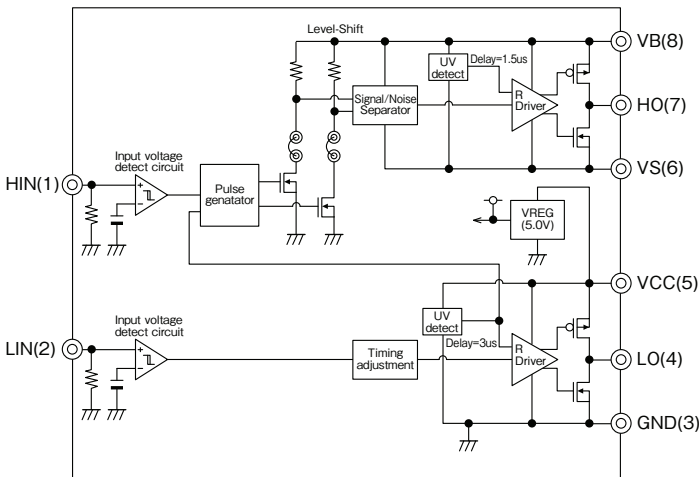 Level-Shift
VB(8)
UV
detect
Delay=1.5us
Signal/Noise
Separator
R
Driver
HO(7)
VS(6)
Input voltage
detect circuit
HIN(1)
+
−
Pulse
genatator
VREG
(5.0V)
VCC(5)
Input voltage
detect circuit
UV
detect
Delay=3us
LIN(2)
+
−
Timing
adjustment
R
Driver
LO(4)
GND(3)